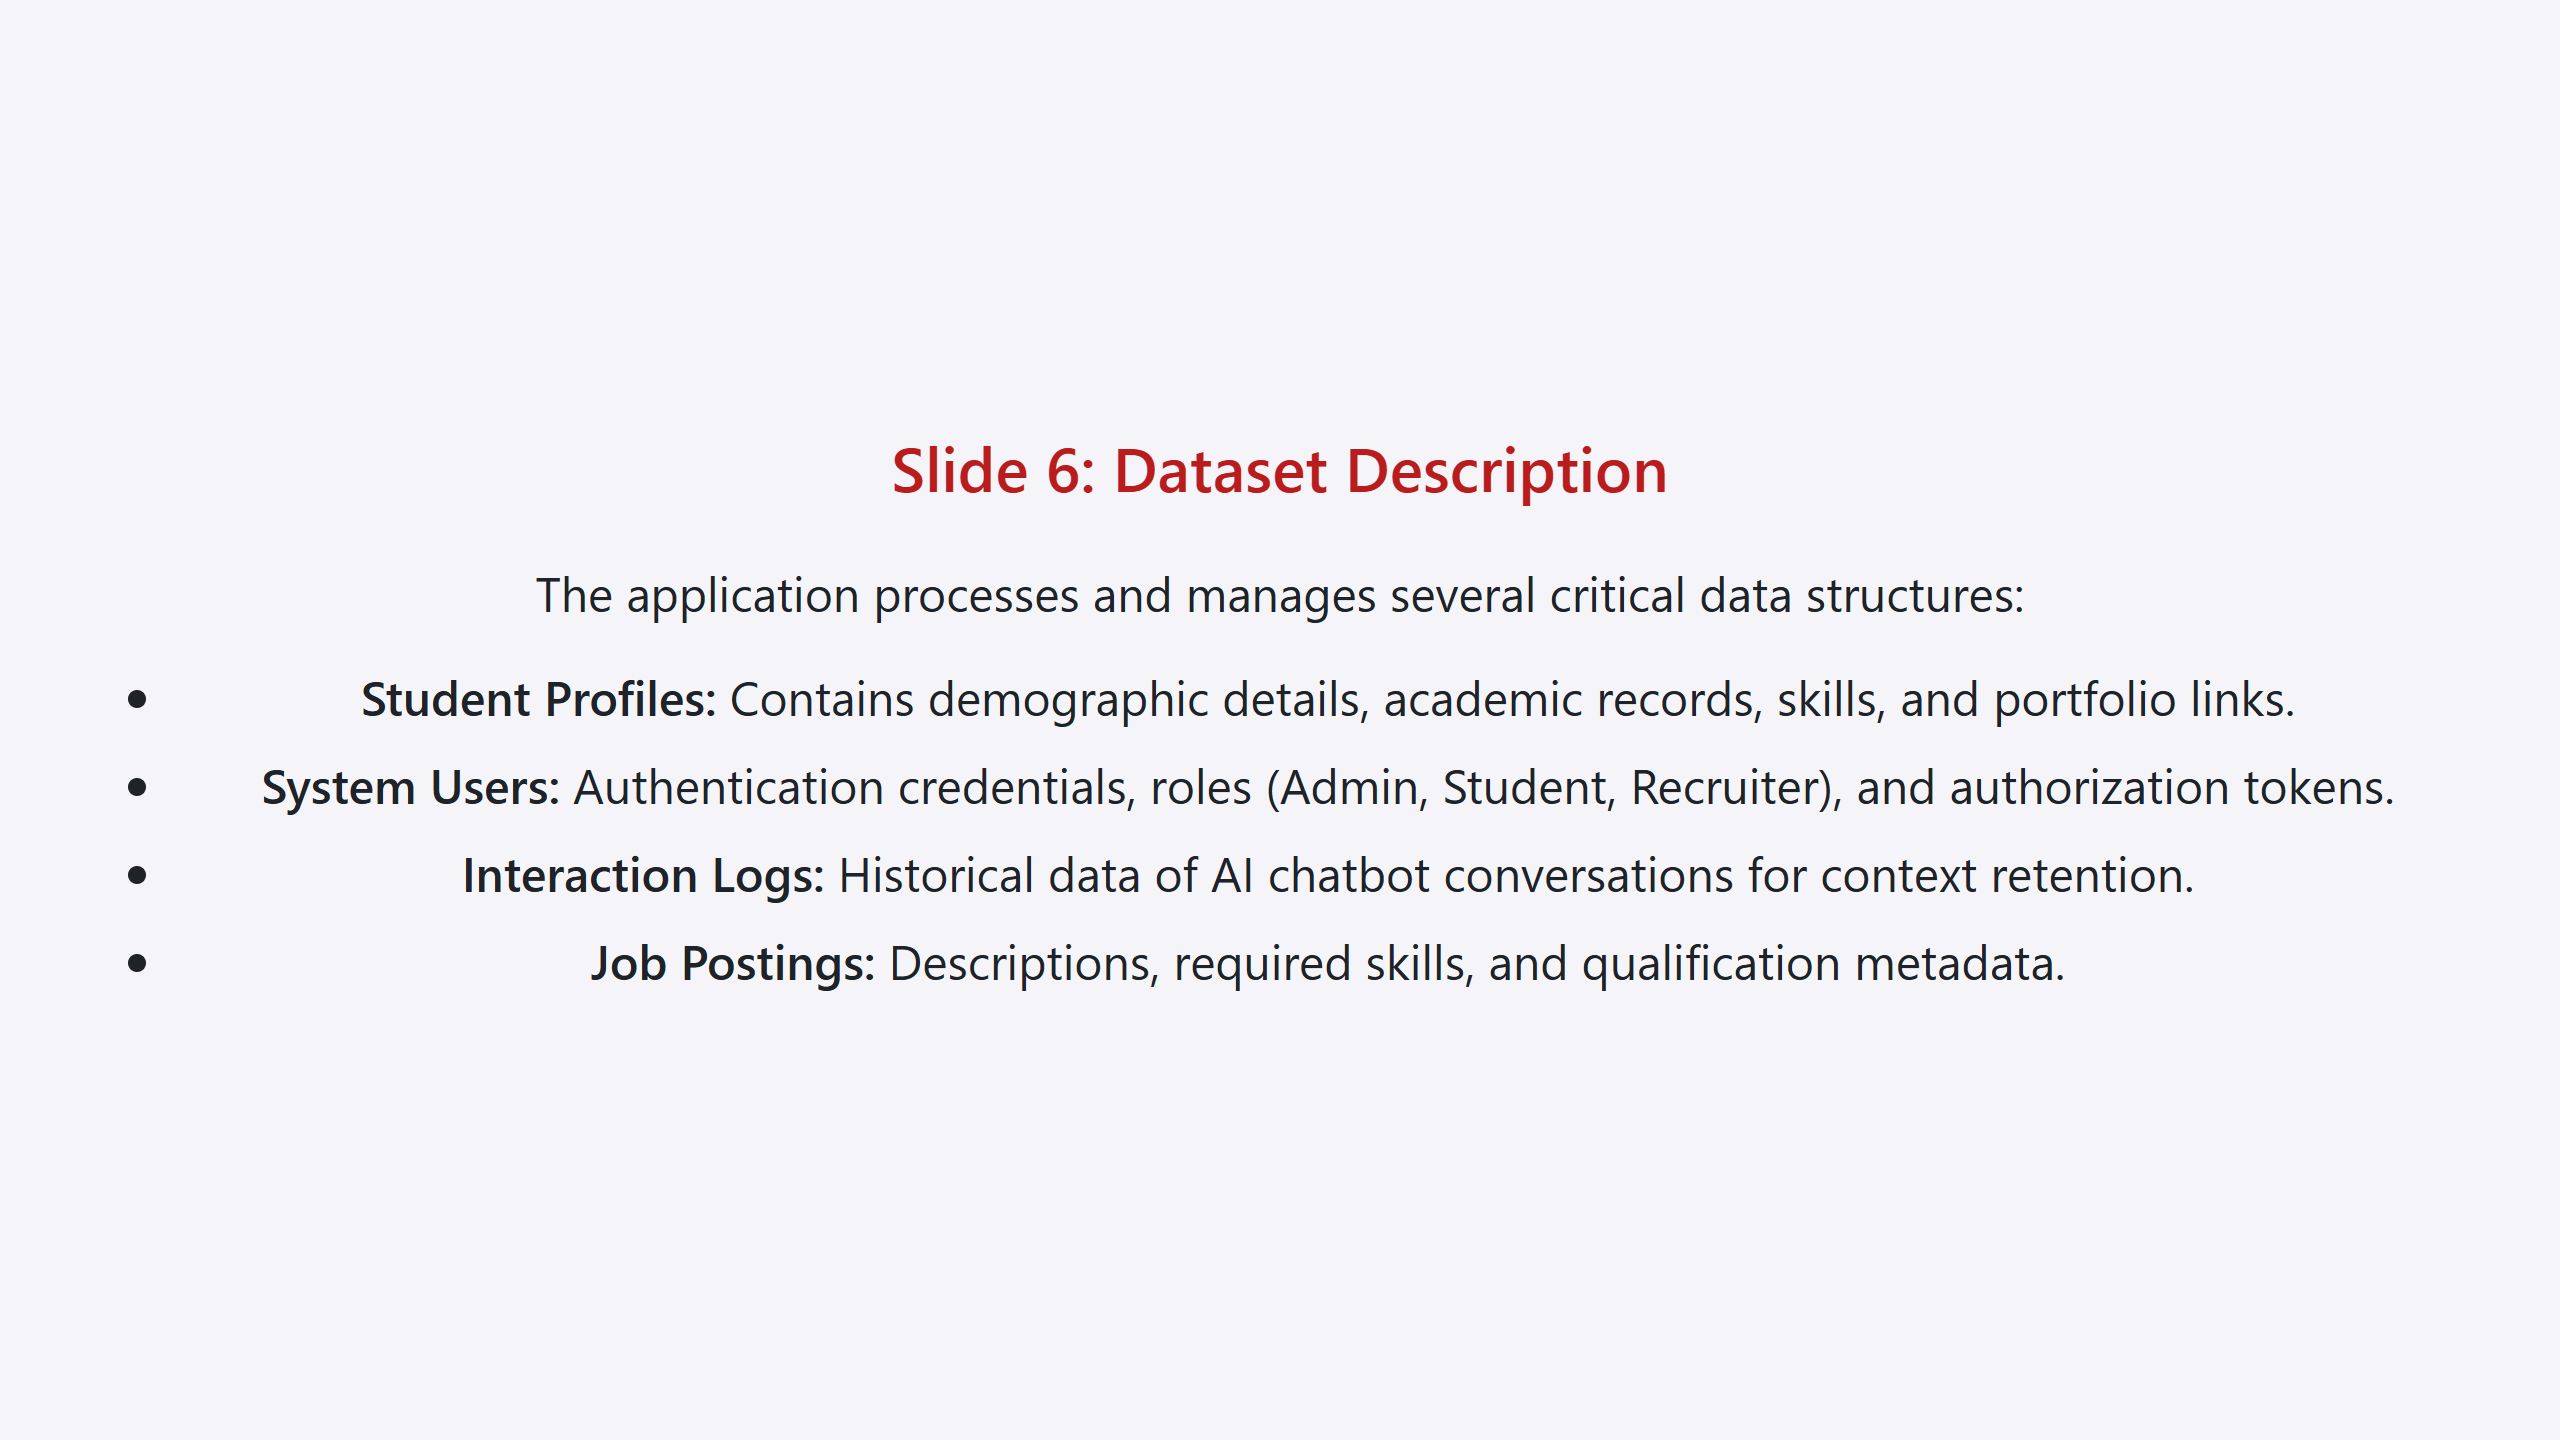 Slide 6: Dataset Description
The application processes and manages several critical data structures:
• Student Profiles: Contains demographic details, academic records, skills, and portfolio links.
• System Users: Authentication credentials, roles (Admin, Student, Recruiter), and authorization tokens.
• Interaction Logs: Historical data of AI chatbot conversations for context retention.
• Job Postings: Descriptions, required skills, and qualification metadata.